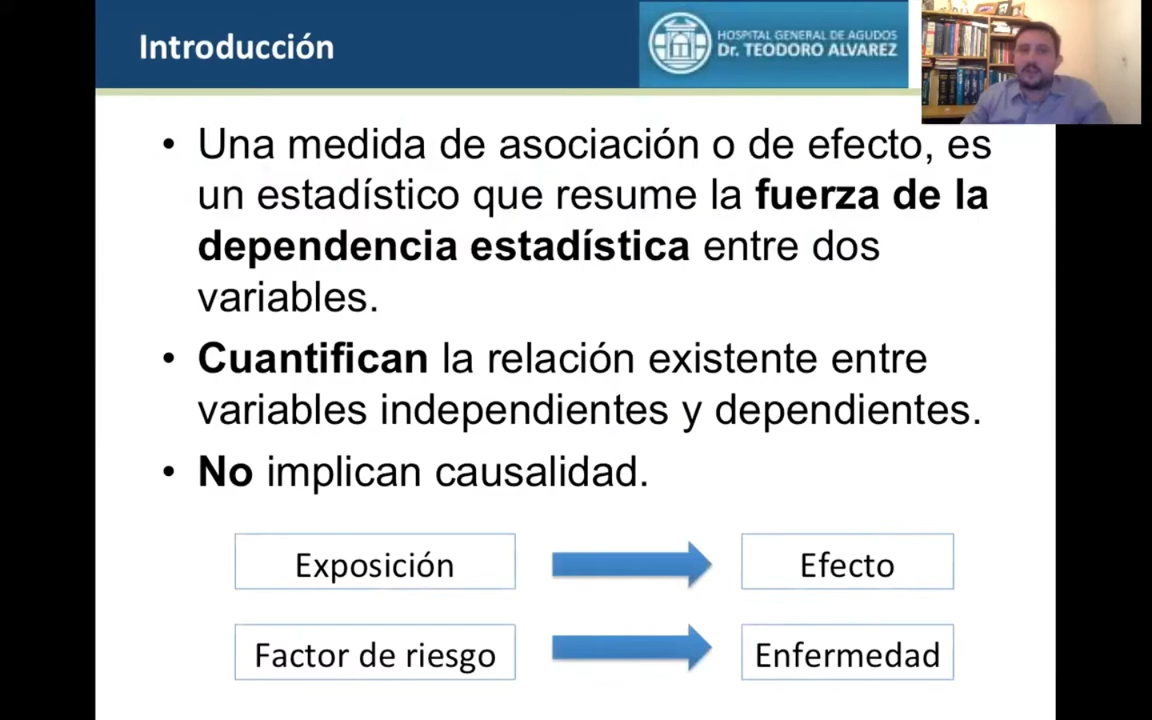 Introducción
HOSPITAL GENERAL DE AGUDOS
Dr. TEODORO ALVAREZ
• Una medida de asociación o de efecto, es
un estadístico que resume la fuerza de la
dependencia estadística entre dos
variables.
• Cuantifican la relación existente entre
variables independientes y dependientes.
• No implican causalidad.
Exposición
Efecto
Factor de riesgo
Enfermedad